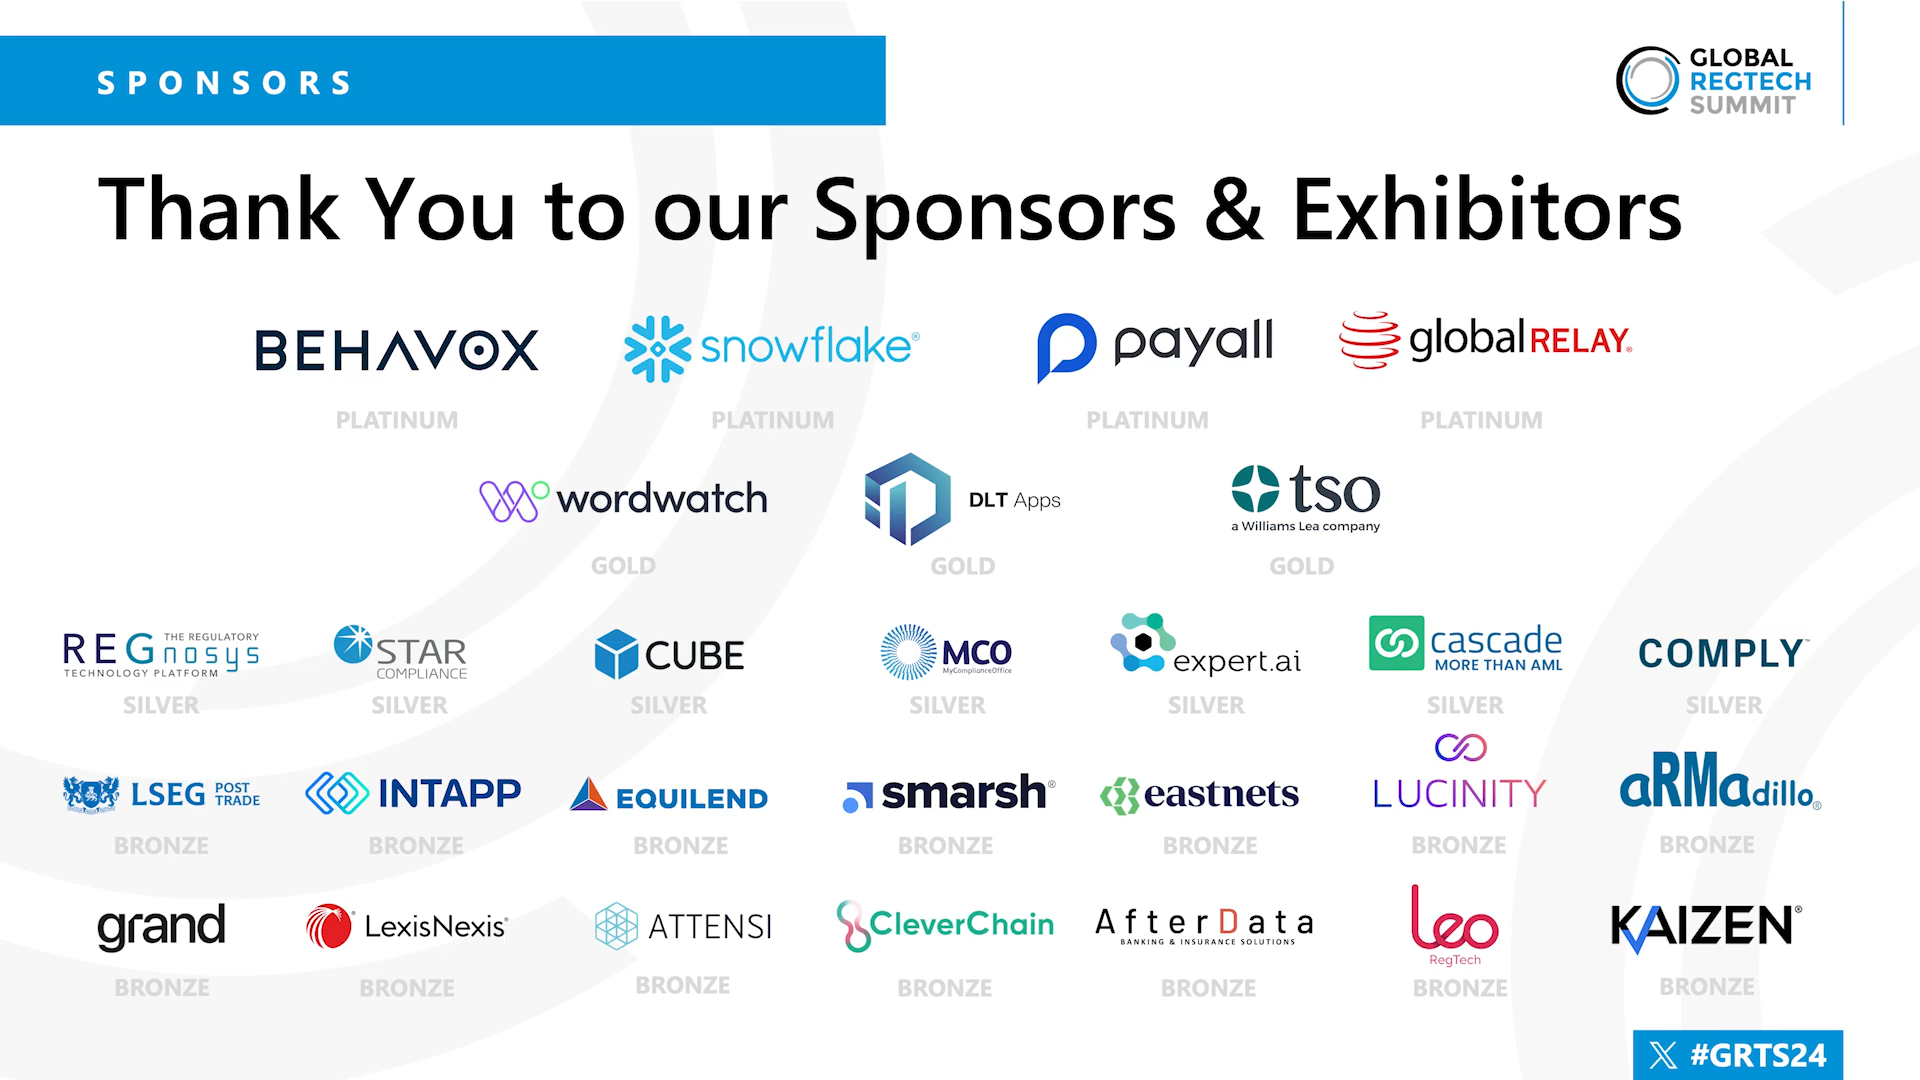 SPONSORS
GLOBAL
REGTECH
SUMMIT
Thank You to our Sponsors & Exhibitors
BEHAVOX snowflake® payall globalRELAY®
PLATINUM PLATINUM PLATINUM PLATINUM
wordwatch DLT Apps tso
a Williams Lea company
GOLD GOLD GOLD
REGnosys THE REGULATORY
TECHNOLOGY PLATFORM
STAR
COMPLIANCE
CUBE
MCO
MyComplianceOffice
expert.ai
cascade
MORE THAN AML
COMPLY™
SILVER SILVER SILVER SILVER SILVER SILVER SILVER
LSEG POST
TRADE
INTAPP
EQUILEND
smarsh®
eastnets
LUCINITY
aRMadillo®
BRONZE BRONZE BRONZE BRONZE BRONZE BRONZE BRONZE
grand
LexisNexis®
ATTENSI
CleverChain
AfterData
BANKING & INSURANCE SOLUTIONS
Leo
RegTech
KAIZEN®
BRONZE BRONZE BRONZE BRONZE BRONZE BRONZE BRONZE
X #GRTS24